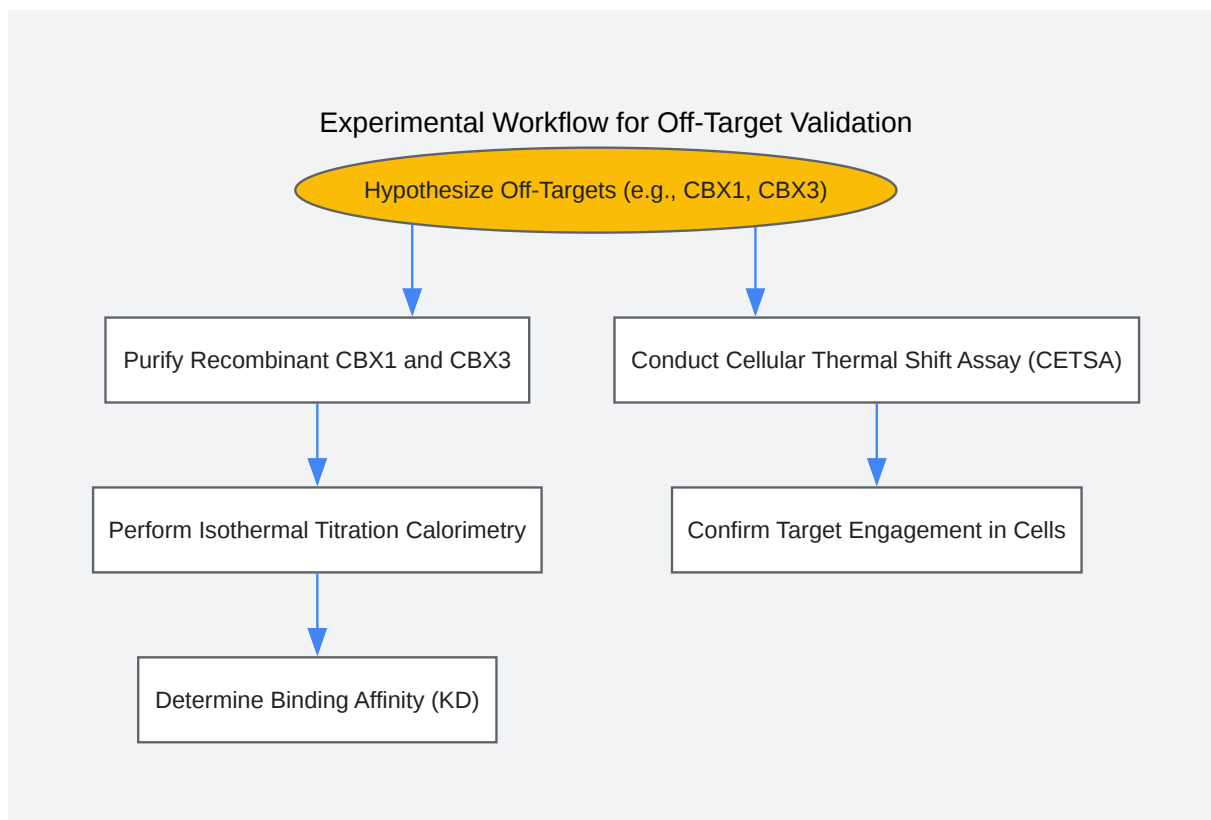 Experimental Workflow for Off-Target Validation
Hypothesize Off-Targets (e.g., CBX1, CBX3)
Purify Recombinant CBX1 and CBX3
Conduct Cellular Thermal Shift Assay (CETSA)
Perform Isothermal Titration Calorimetry
Confirm Target Engagement in Cells
Determine Binding Affinity (KD)